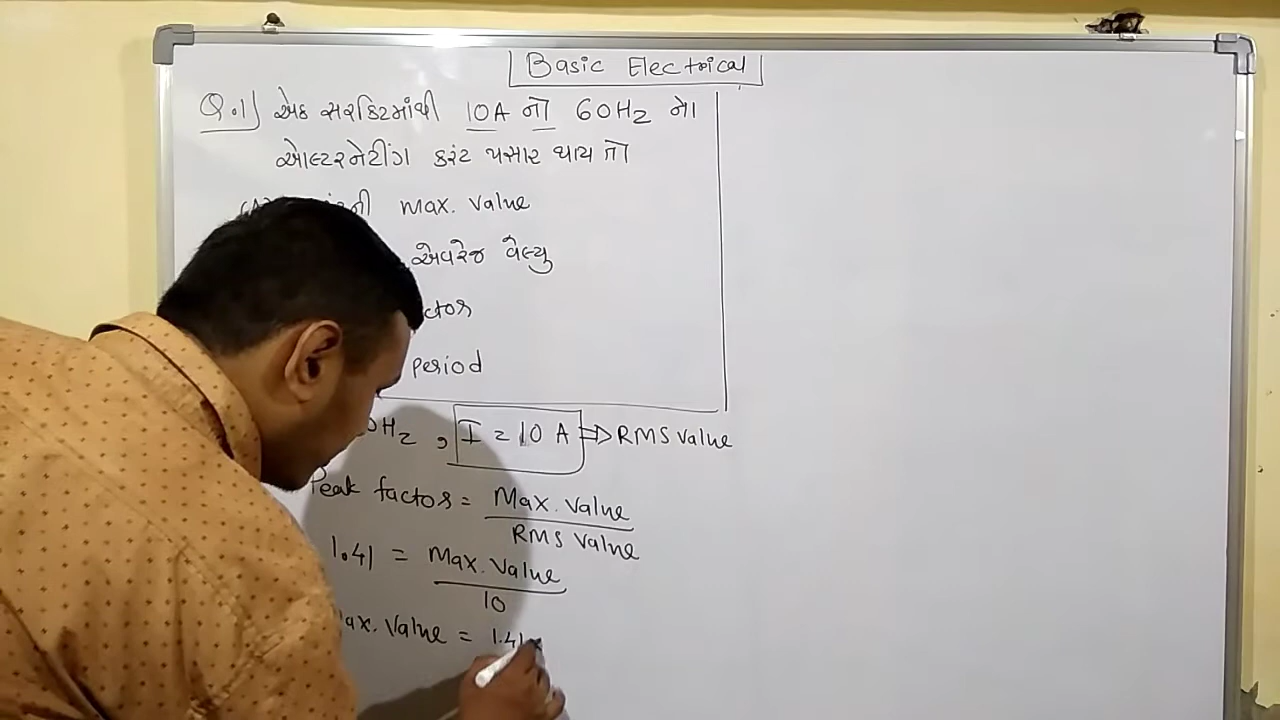 Basic Electrical
Q.1) એક સરકિટમાંથી 10A નો 60Hz નો
ઓલ્ટરનેટીંગ કરંટ પસાર થાય તો
max. value
એવરેજ વેલ્યુ
ctor
period
Hz , I = 10 A ⇒ RMS value
Peak factor = Max. Value
RMS Value
1.41 = Max. Value
10
Max. Value = 1.41 x